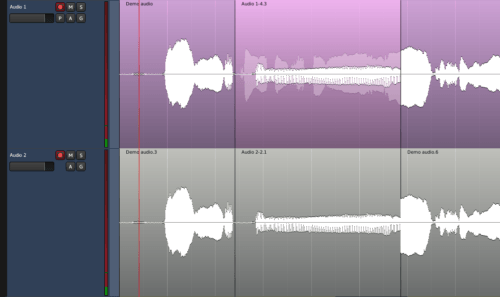 Audio 1
M S
P A G
Demo audio
Audio 1-4.3
Audio 2
M S
A G
Demo audio.3
Audio 2-2.1
Demo audio.6